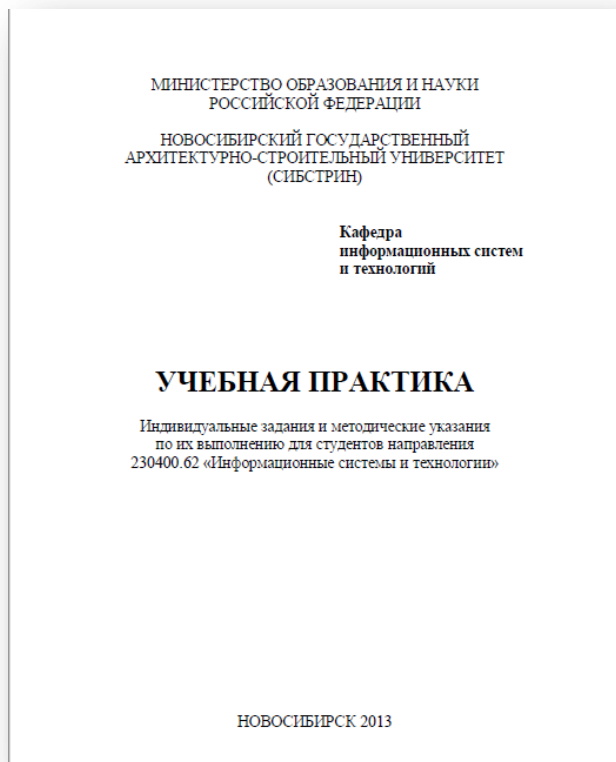 МИНИСТЕРСТВО ОБРАЗОВАНИЯ И НАУКИ
РОССИЙСКОЙ ФЕДЕРАЦИИ
НОВОСИБИРСКИЙ ГОСУДАРСТВЕННЫЙ
АРХИТЕКТУРНО-СТРОИТЕЛЬНЫЙ УНИВЕРСИТЕТ
(СИБСТРИН)
Кафедра
информационных систем
и технологий
УЧЕБНАЯ ПРАКТИКА
Индивидуальные задания и методические указания
по их выполнению для студентов направления
230400.62 «Информационные системы и технологии»
НОВОСИБИРСК 2013